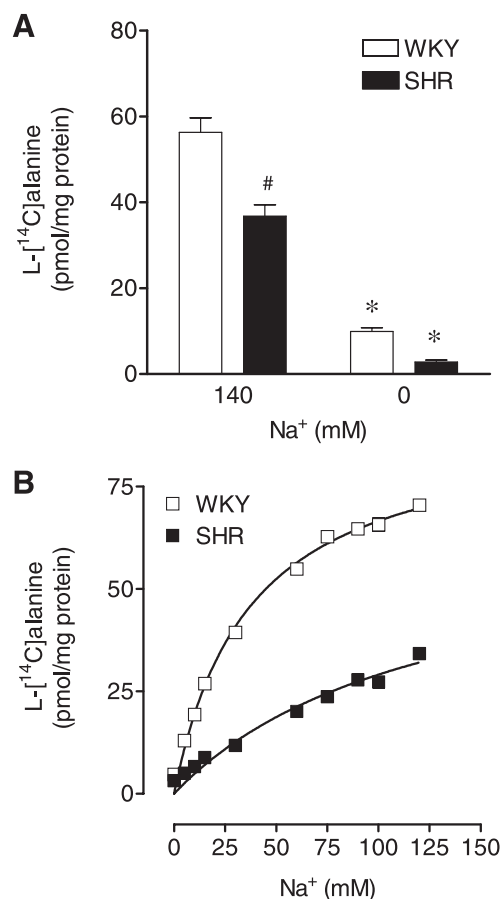 A
L-[¹⁴C]alanine
(pmol/mg protein)
80
60
40
20
0
WKY
SHR
#
*
*
140
0
Na⁺ (mM)
B
L-[¹⁴C]alanine
(pmol/mg protein)
75
50
25
0
WKY
SHR
0 25 50 75 100 125 150
Na⁺ (mM)